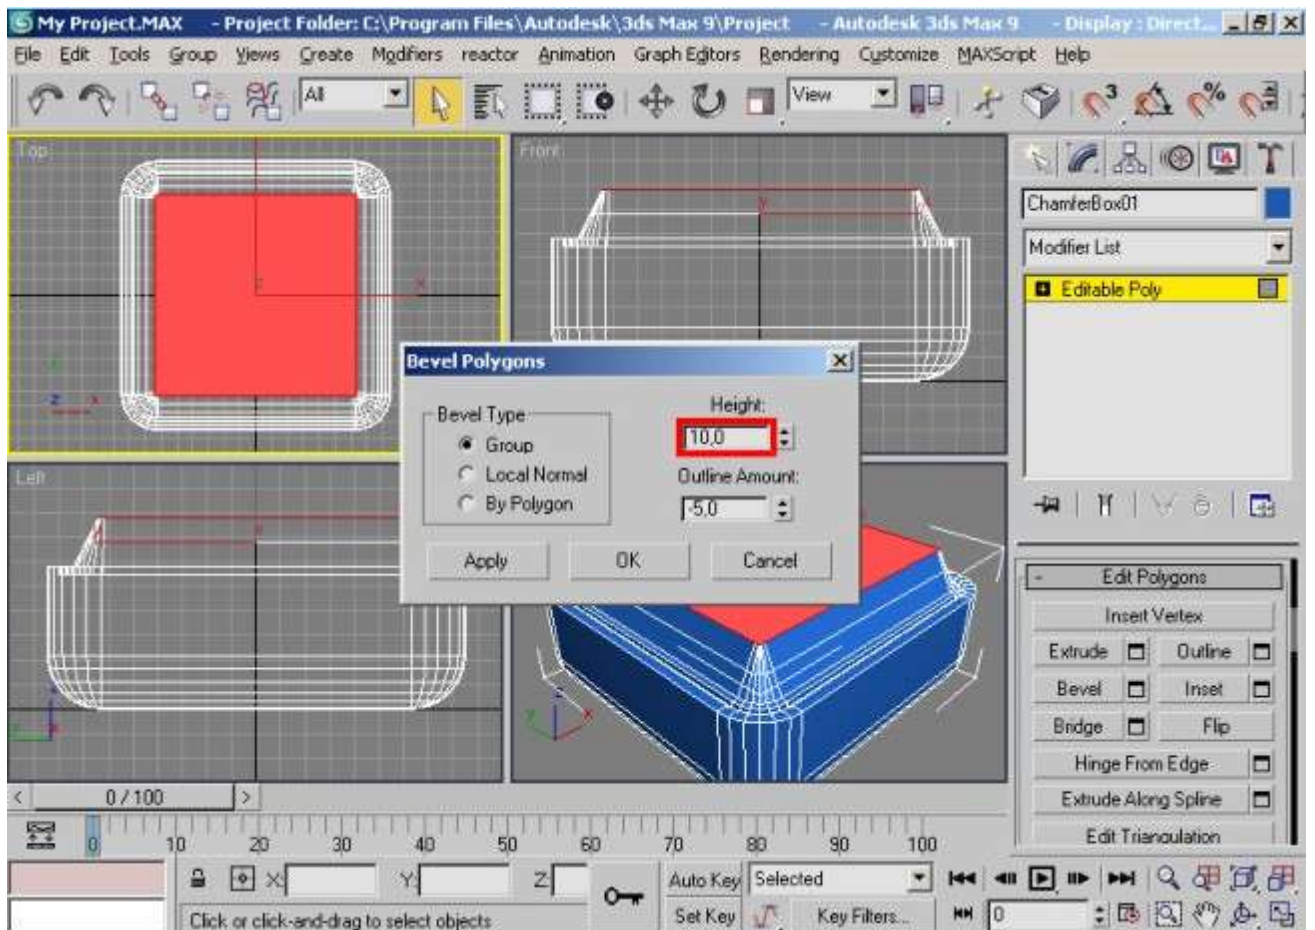 My Project.MAX - Project Folder: C:\Program Files\Autodesk\3ds Max 9\Project - Autodesk 3ds Max 9 - Display : Direct...
File Edit Tools Group Views Create Modifiers reactor Animation Graph Editors Rendering Customize MAXScript Help
All View 3 %
Top
Front
ChamferBox01
Modifier List
Editable Poly
Bevel Polygons
Bevel Type
Group
Local Normal
By Polygon
Height:
10,0
Outline Amount:
-5,0
Apply OK Cancel
Left
Edit Polygons
Insert Vertex
Extrude Outline
Bevel Inset
Bridge Flip
Hinge From Edge
Extrude Along Spline
Edit Triangulation
< 0 / 100 >
0 10 20 30 40 50 60 70 80 90 100
X: Y: Z: Auto Key Selected
Click or click-and-drag to select objects Set Key Key Filters... 0